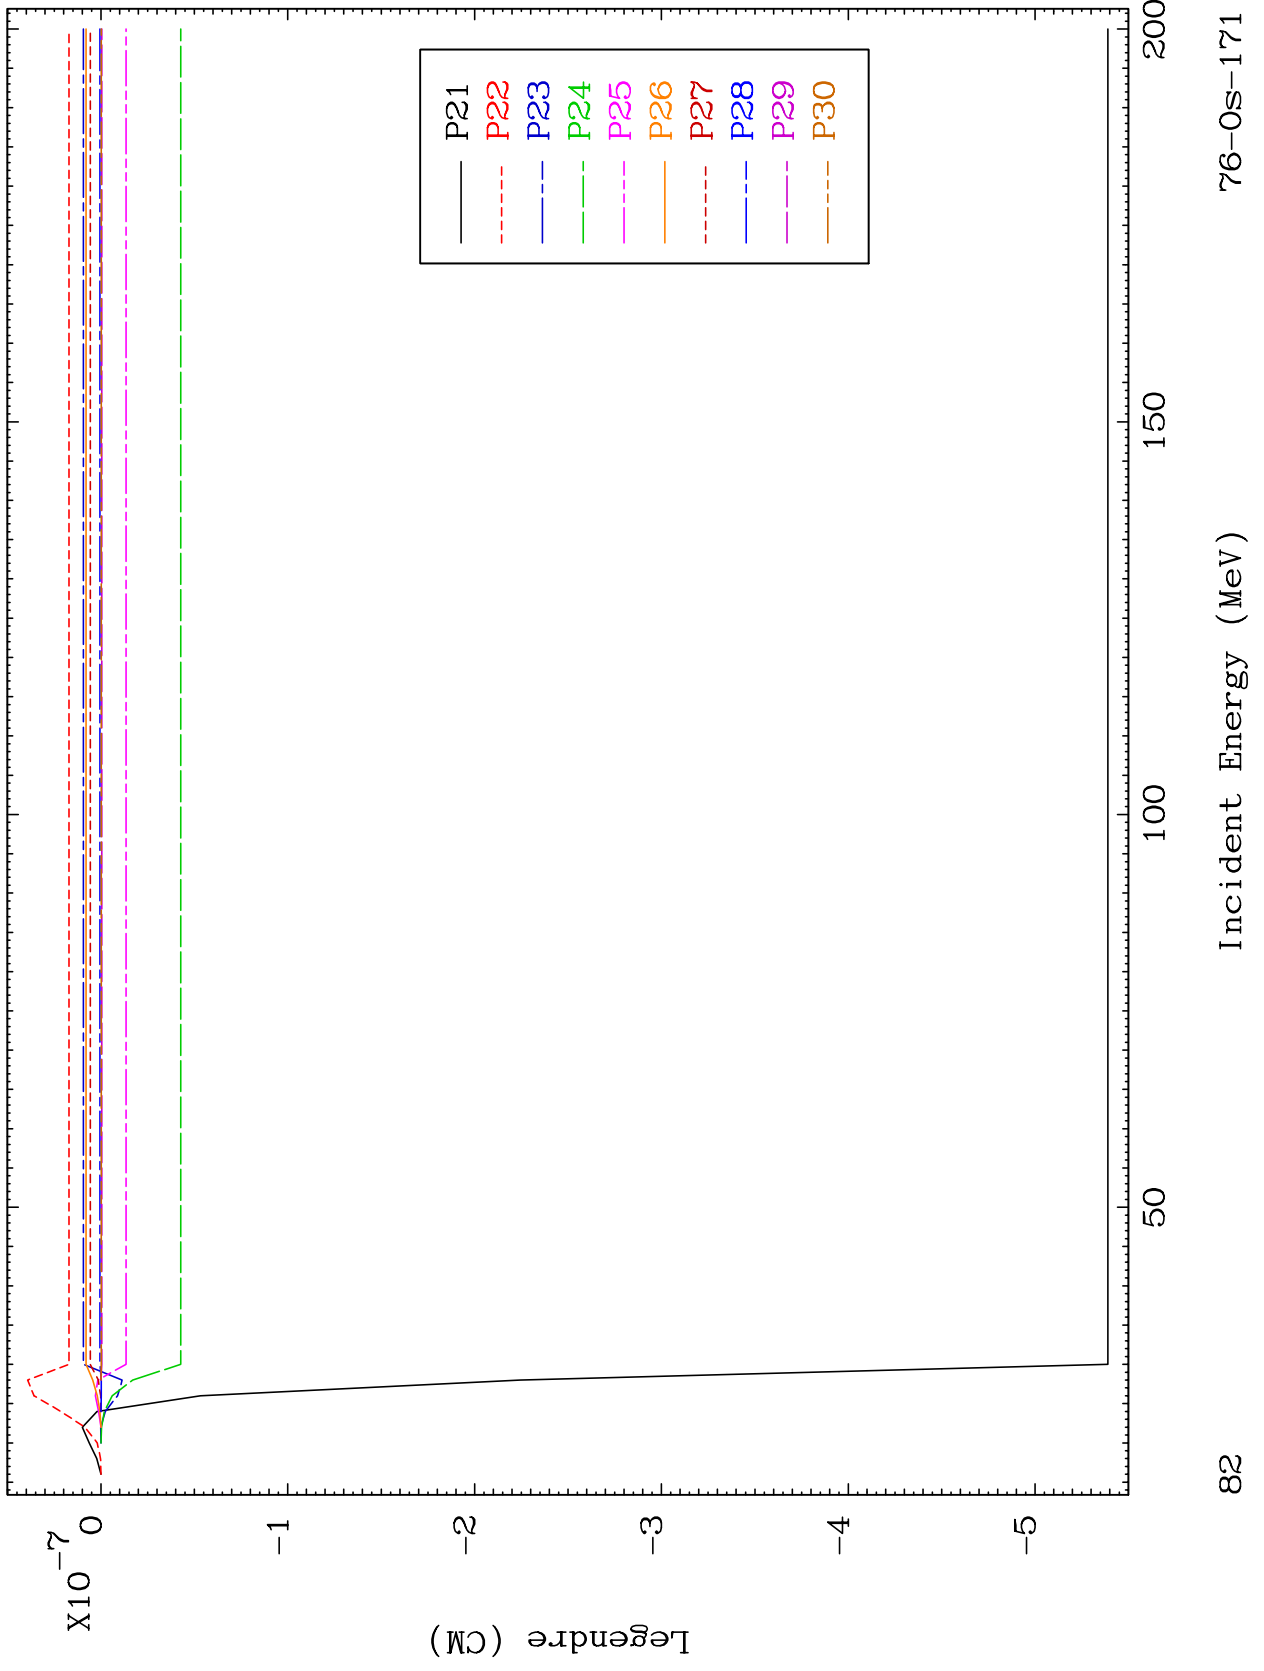 X10-7
0
-1
-2
-3
-4
-5
Legendre (CM)
P21
P22
P23
P24
P25
P26
P27
P28
P29
P30
50
100
150
200
Incident Energy (MeV)
82
76-Os-171